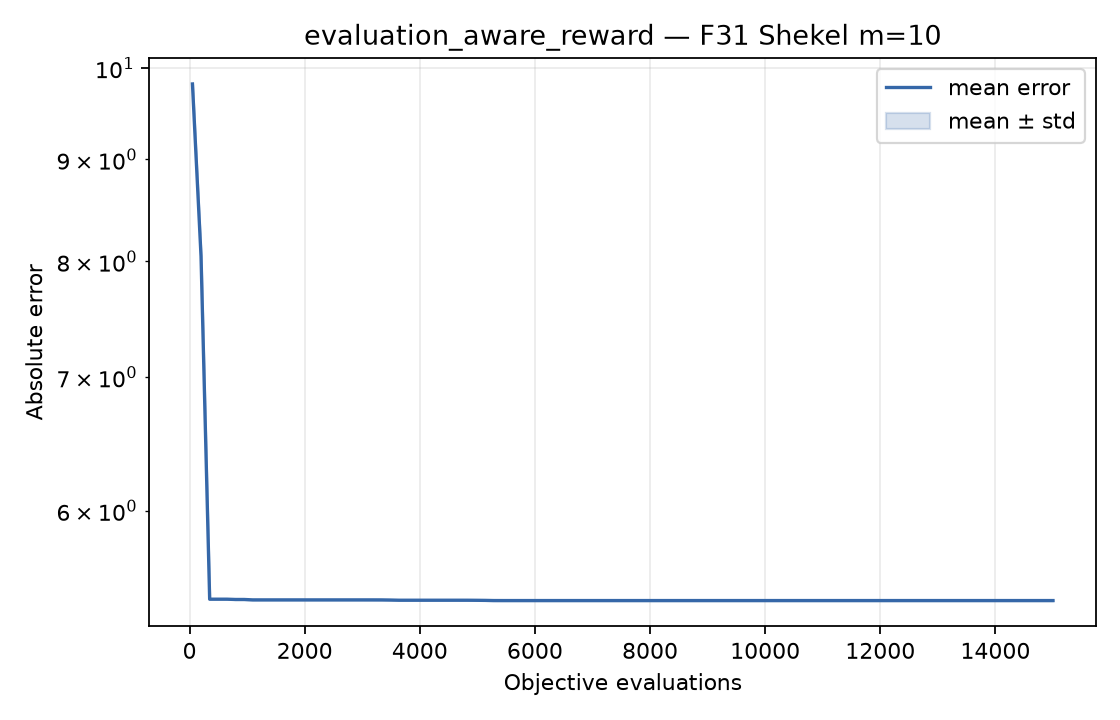 evaluation_aware_reward — F31 Shekel m=10
10¹
9 × 10⁰
8 × 10⁰
7 × 10⁰
6 × 10⁰
Absolute error
mean error
mean ± std
0 2000 4000 6000 8000 10000 12000 14000
Objective evaluations